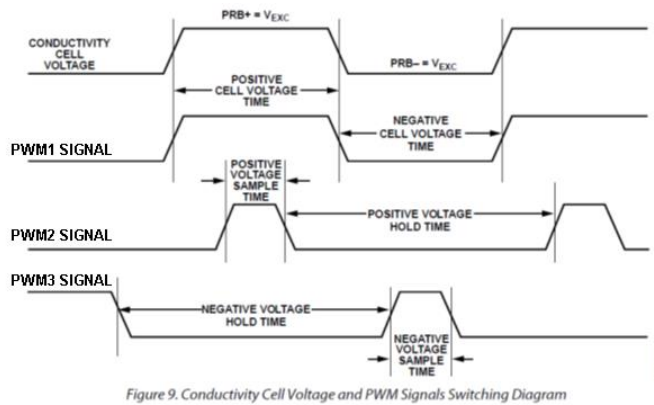 PRB+ = VEXC
CONDUCTIVITY
CELL
VOLTAGE
PRB– = VEXC
POSITIVE
CELL VOLTAGE
TIME
NEGATIVE
CELL VOLTAGE
TIME
PWM1 SIGNAL
POSITIVE
VOLTAGE
SAMPLE
TIME
POSITIVE VOLTAGE
HOLD TIME
PWM2 SIGNAL
PWM3 SIGNAL
NEGATIVE VOLTAGE
HOLD TIME
NEGATIVE
VOLTAGE
SAMPLE
TIME
Figure 9. Conductivity Cell Voltage and PWM Signals Switching Diagram